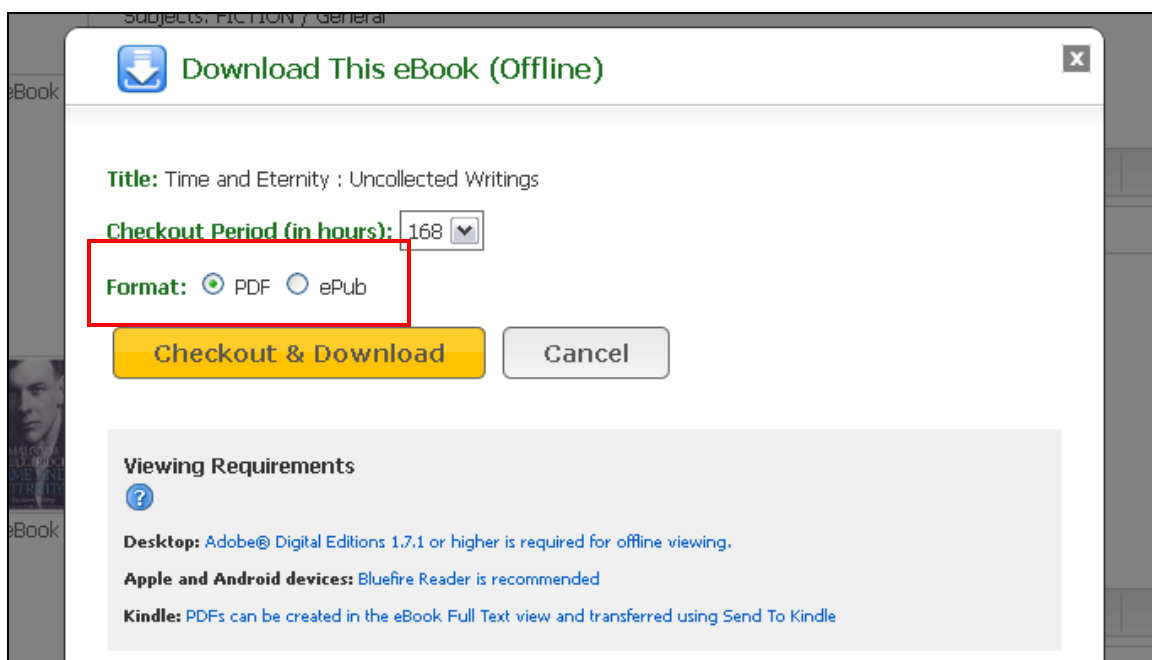 Subjects: FICTION / General
Download This eBook (Offline)
x
eBook
Title: Time and Eternity : Uncollected Writings
Checkout Period (in hours): 168
Format: PDF ePub
Checkout & Download Cancel
Viewing Requirements
?
eBook
Desktop: Adobe® Digital Editions 1.7.1 or higher is required for offline viewing.
Apple and Android devices: Bluefire Reader is recommended
Kindle: PDFs can be created in the eBook Full Text view and transferred using Send To Kindle